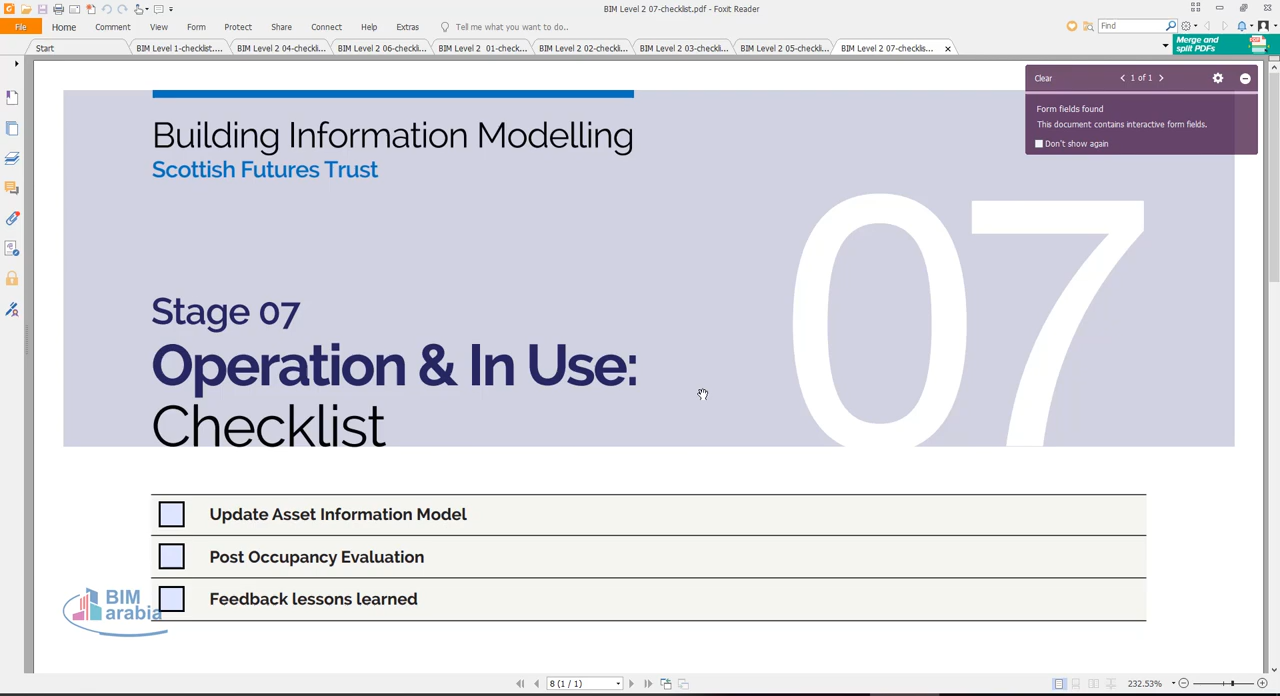 BIM Level 2 07-checklist.pdf - Foxit Reader
File
Home
Comment
View
Form
Protect
Share
Connect
Help
Extras
Tell me what you want to do..
Find
Start
BIM Level 1-checklist....
BIM Level 2 04-checkli...
BIM Level 2 06-checkli...
BIM Level 2  01-check...
BIM Level 2 02-checkli...
BIM Level 2 03-checkli...
BIM Level 2 05-checkli...
BIM Level 2 07-checklis...
Merge and
split PDFs
Clear
1 of 1
Form fields found
This document contains interactive form fields.
Don't show again
Building Information Modelling
Scottish Futures Trust
07
Stage 07
Operation & In Use:
Checklist
Update Asset Information Model
Post Occupancy Evaluation
Feedback lessons learned
BIM
arabia
8 (1 / 1)
232.53%